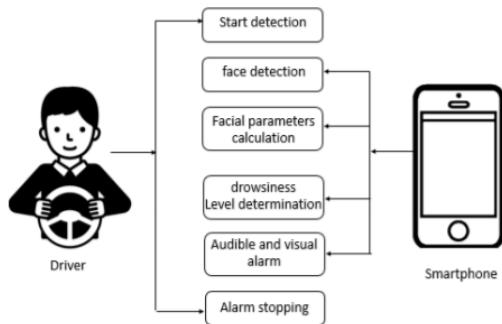 Start detection
face detection
Facial parameters
calculation
drowsiness
Level determination
Audible and visual
alarm
Alarm stopping
Driver
Smartphone